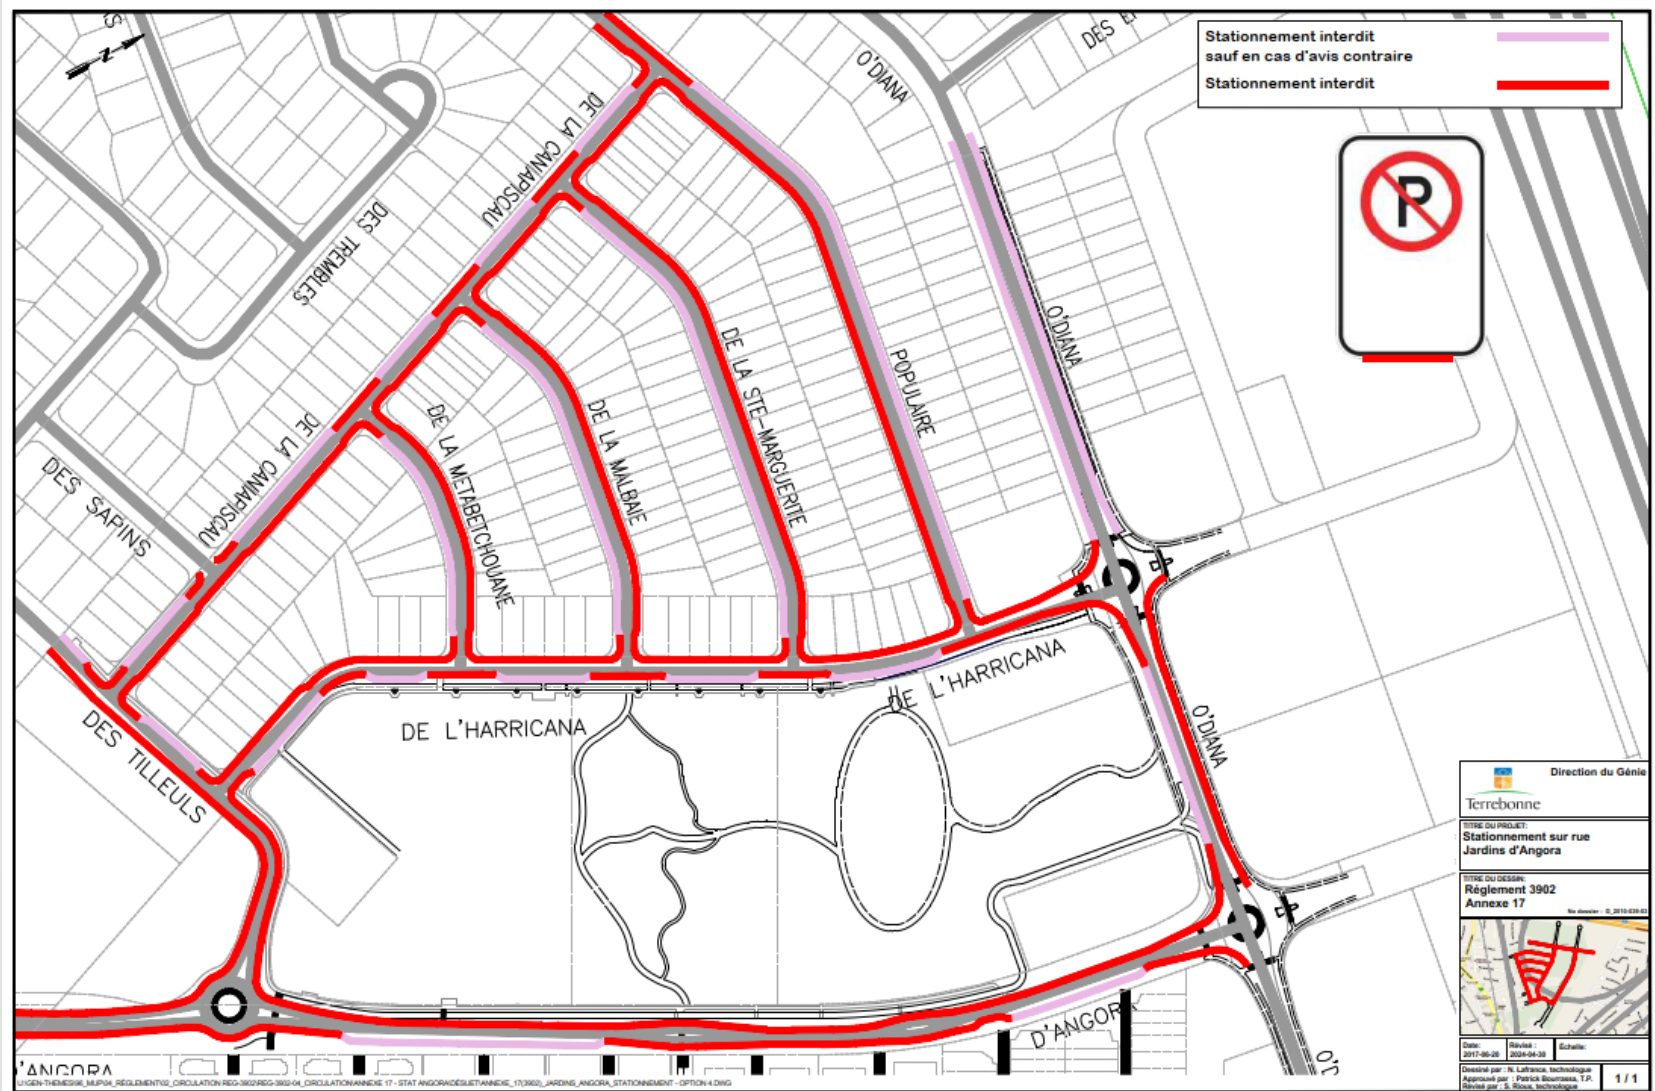 Stationnement interdit
sauf en cas d'avis contraire
Stationnement interdit
N
P
DES
O'DIANA
DE LA CANIAPISCAU
DES TREMBLES
O'DIANA
DE LA STE-MARGUERITE
POPULAIRE
DE LA MALBAIE
DE LA METABETCHOUANE
DE LA CANIAPISCAU
DES SAPINS
DE L'HARRICANA
DE L'HARRICANA
DES TILLEULS
O'DIANA
D'ANGORA
D'ANGORA
O'D
Direction du Génie
Terrebonne
TITRE DU PROJET:
Stationnement sur rue
Jardins d'Angora
TITRE DU DESSIN:
Réglement 3902
Annexe 17
Date:
2017-06-20
Révisé :
2024-04-30
Échelle:
Dessiné par : N. Lafrance, technologue
Approuvé par : Patrick Bourrassa, T.P.
Révisé par : S. Rioux, technologue
1 / 1